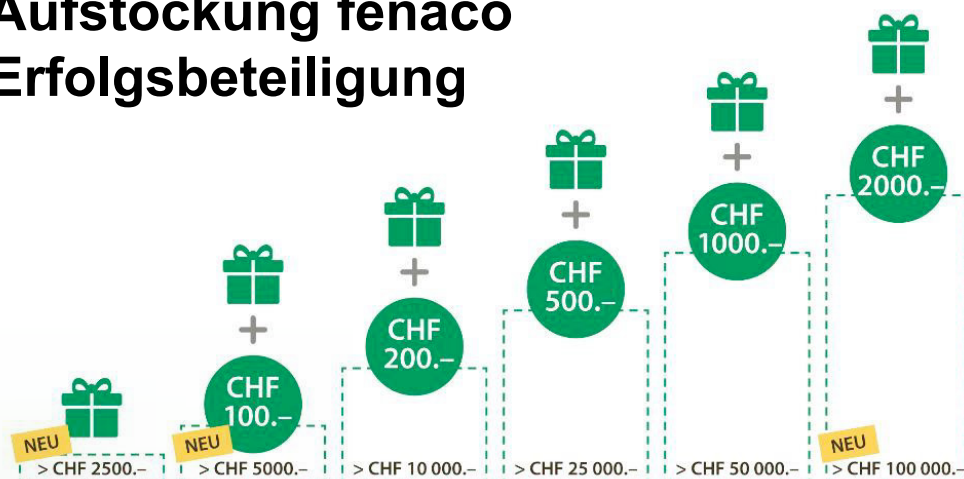 Aufstockung fenaco
Erfolgsbeteiligung
+
CHF
2000.–
+
CHF
1000.–
+
CHF
500.–
+
CHF
200.–
+
CHF
100.–
NEU
NEU
NEU
> CHF 2500.–
> CHF 5000.–
> CHF 10 000.–
> CHF 25 000.–
> CHF 50 000.–
> CHF 100 000.–